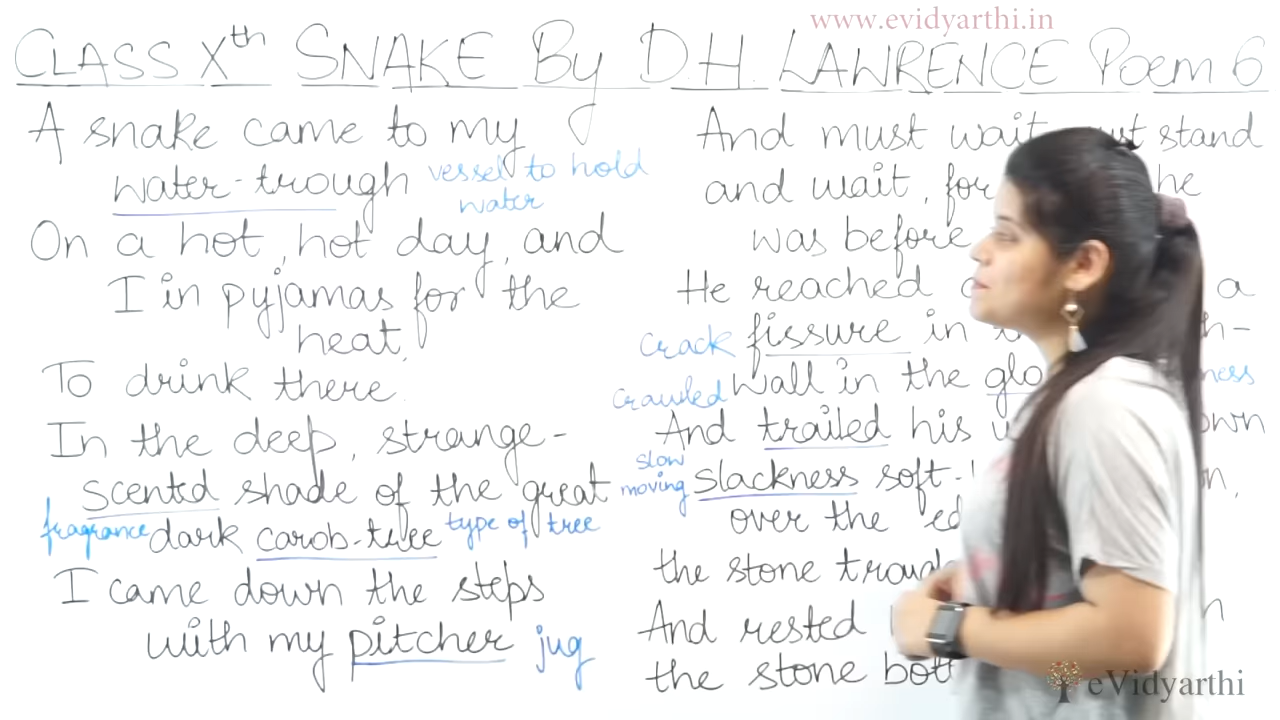 www.evidyarthi.in
CLASS Xth SNAKE By D.H. LAWRENCE Poem 6
A snake came to my
water-trough vessel to hold
water
On a hot, hot day, and
I in pyjamas for the
heat,
To drink there.
In the deep, strange-
scented shade of the great
fragrance dark carob-tree type of tree
I came down the steps
with my pitcher jug
And must wait, must stand
and wait, for he
was before
He reached a
crack fissure in
crawled wall in the
And trailed his
slow
moving slackness soft-
over the
the stone trough
And rested
the stone
eVidyarthi